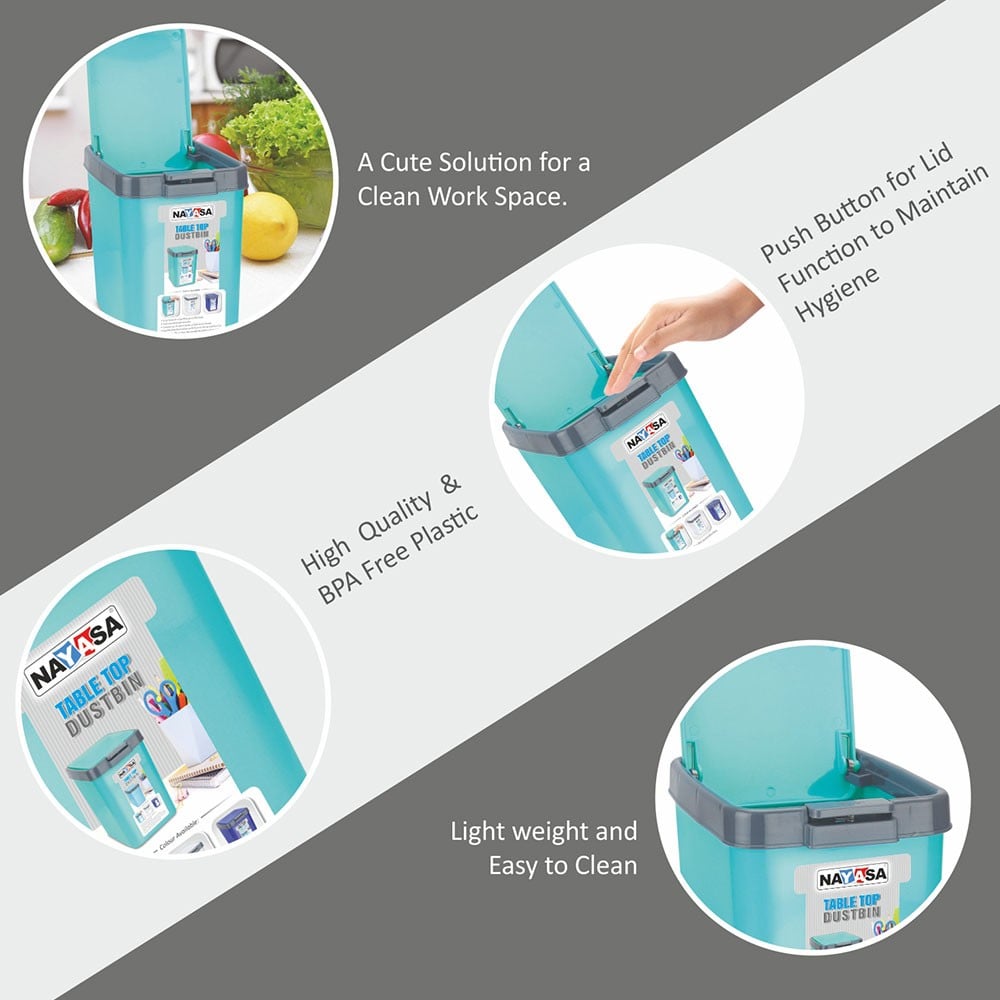 A Cute Solution for a
Clean Work Space.
NAYASA
TABLE TOP
DUSTBIN
Push Button for Lid
Function to Maintain
Hygiene
NAYASA
TABLE TOP
DUSTBIN
High Quality &
BPA Free Plastic
NAYASA
TABLE TOP
DUSTBIN
Colour Available:
Light weight and
Easy to Clean
NAYASA
TABLE TOP
DUSTBIN